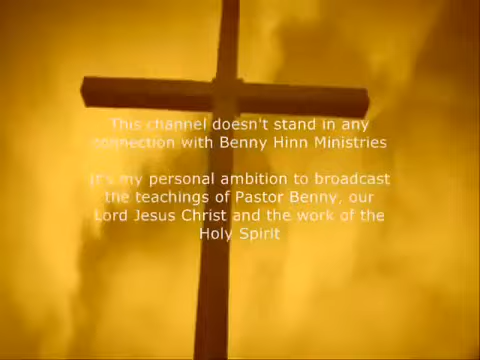 This channel doesn't stand in any
connection with Benny Hinn Ministries
It's my personal ambition to broadcast
the teachings of Pastor Benny, our
Lord Jesus Christ and the work of the
Holy Spirit